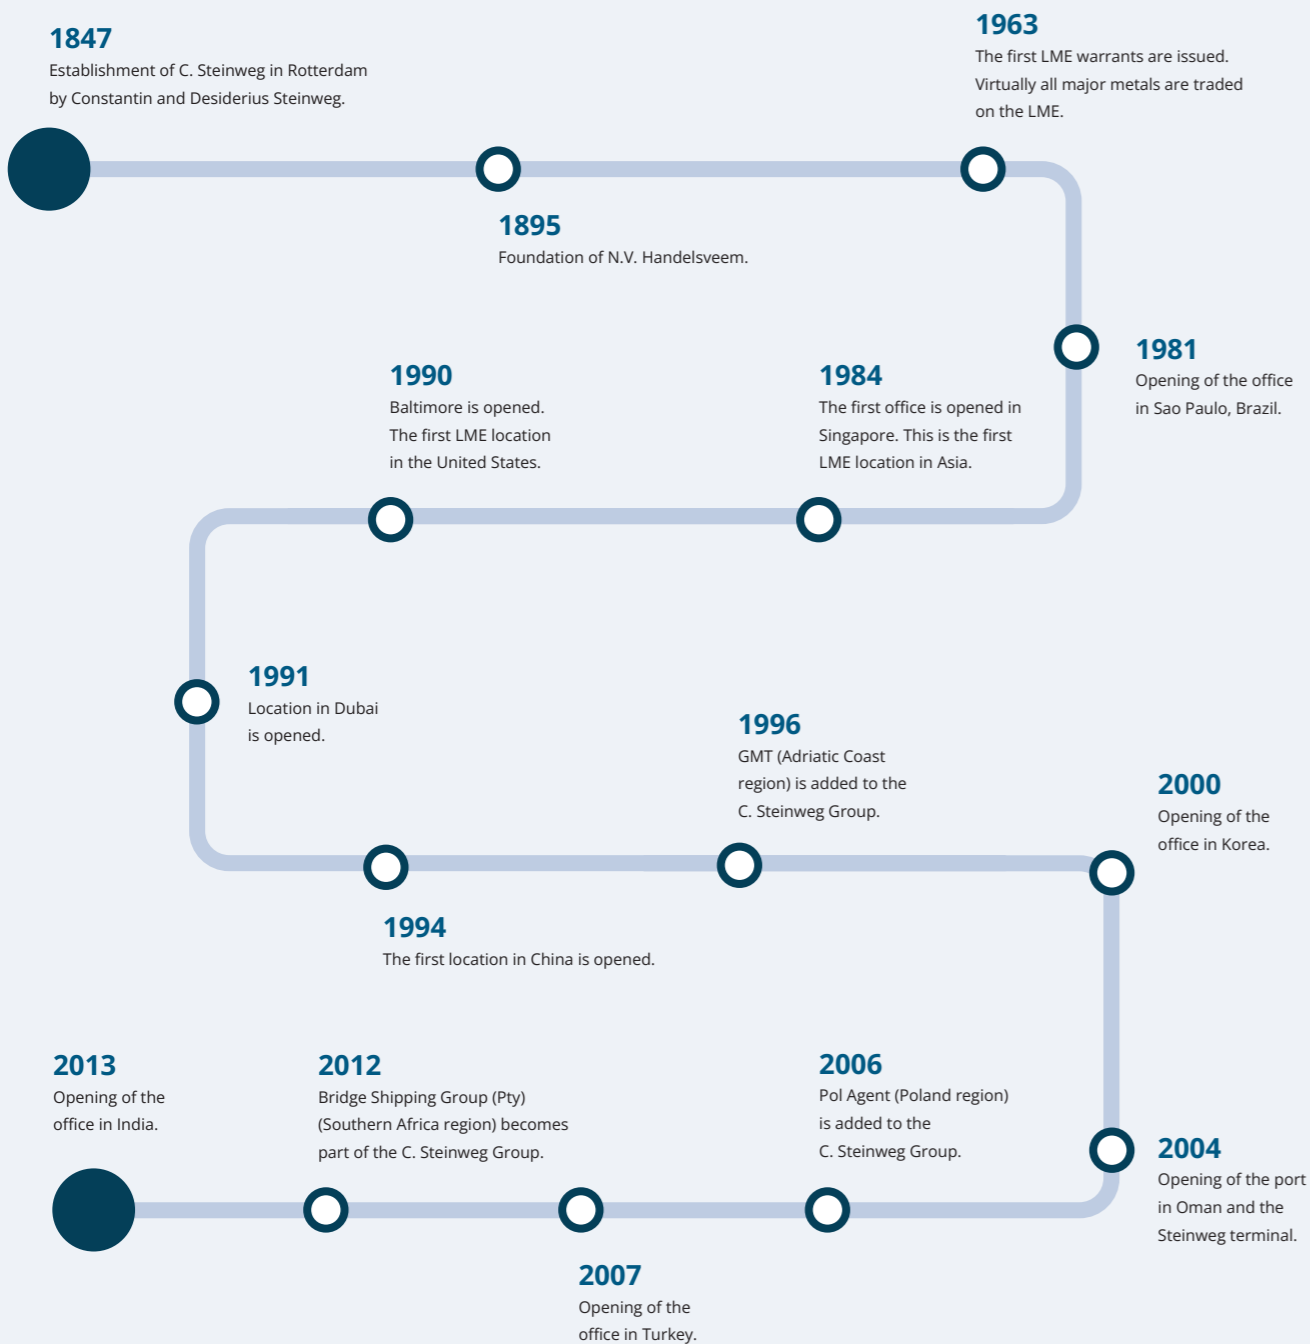 1847
Establishment of C. Steinweg in Rotterdam
by Constantin and Desiderius Steinweg.
1895
Foundation of N.V. Handelsveem.
1963
The first LME warrants are issued.
Virtually all major metals are traded
on the LME.
1981
Opening of the office
in Sao Paulo, Brazil.
1984
The first office is opened in
Singapore. This is the first
LME location in Asia.
1990
Baltimore is opened.
The first LME location
in the United States.
1991
Location in Dubai
is opened.
1994
The first location in China is opened.
1996
GMT (Adriatic Coast
region) is added to the
C. Steinweg Group.
2000
Opening of the
office in Korea.
2004
Opening of the port
in Oman and the
Steinweg terminal.
2006
Pol Agent (Poland region)
is added to the
C. Steinweg Group.
2007
Opening of the
office in Turkey.
2012
Bridge Shipping Group (Pty)
(Southern Africa region) becomes
part of the C. Steinweg Group.
2013
Opening of the
office in India.